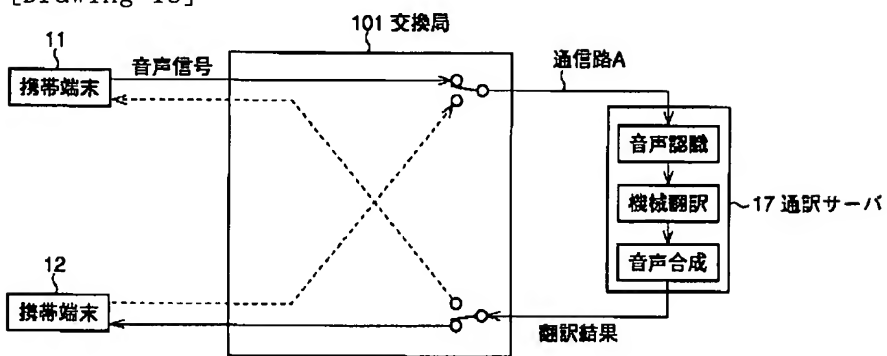 101 交換局
11
携帯端末
音声信号
通信路A
音声認識
機械翻訳
音声合成
17 通訳サーバ
12
携帯端末
翻訳結果